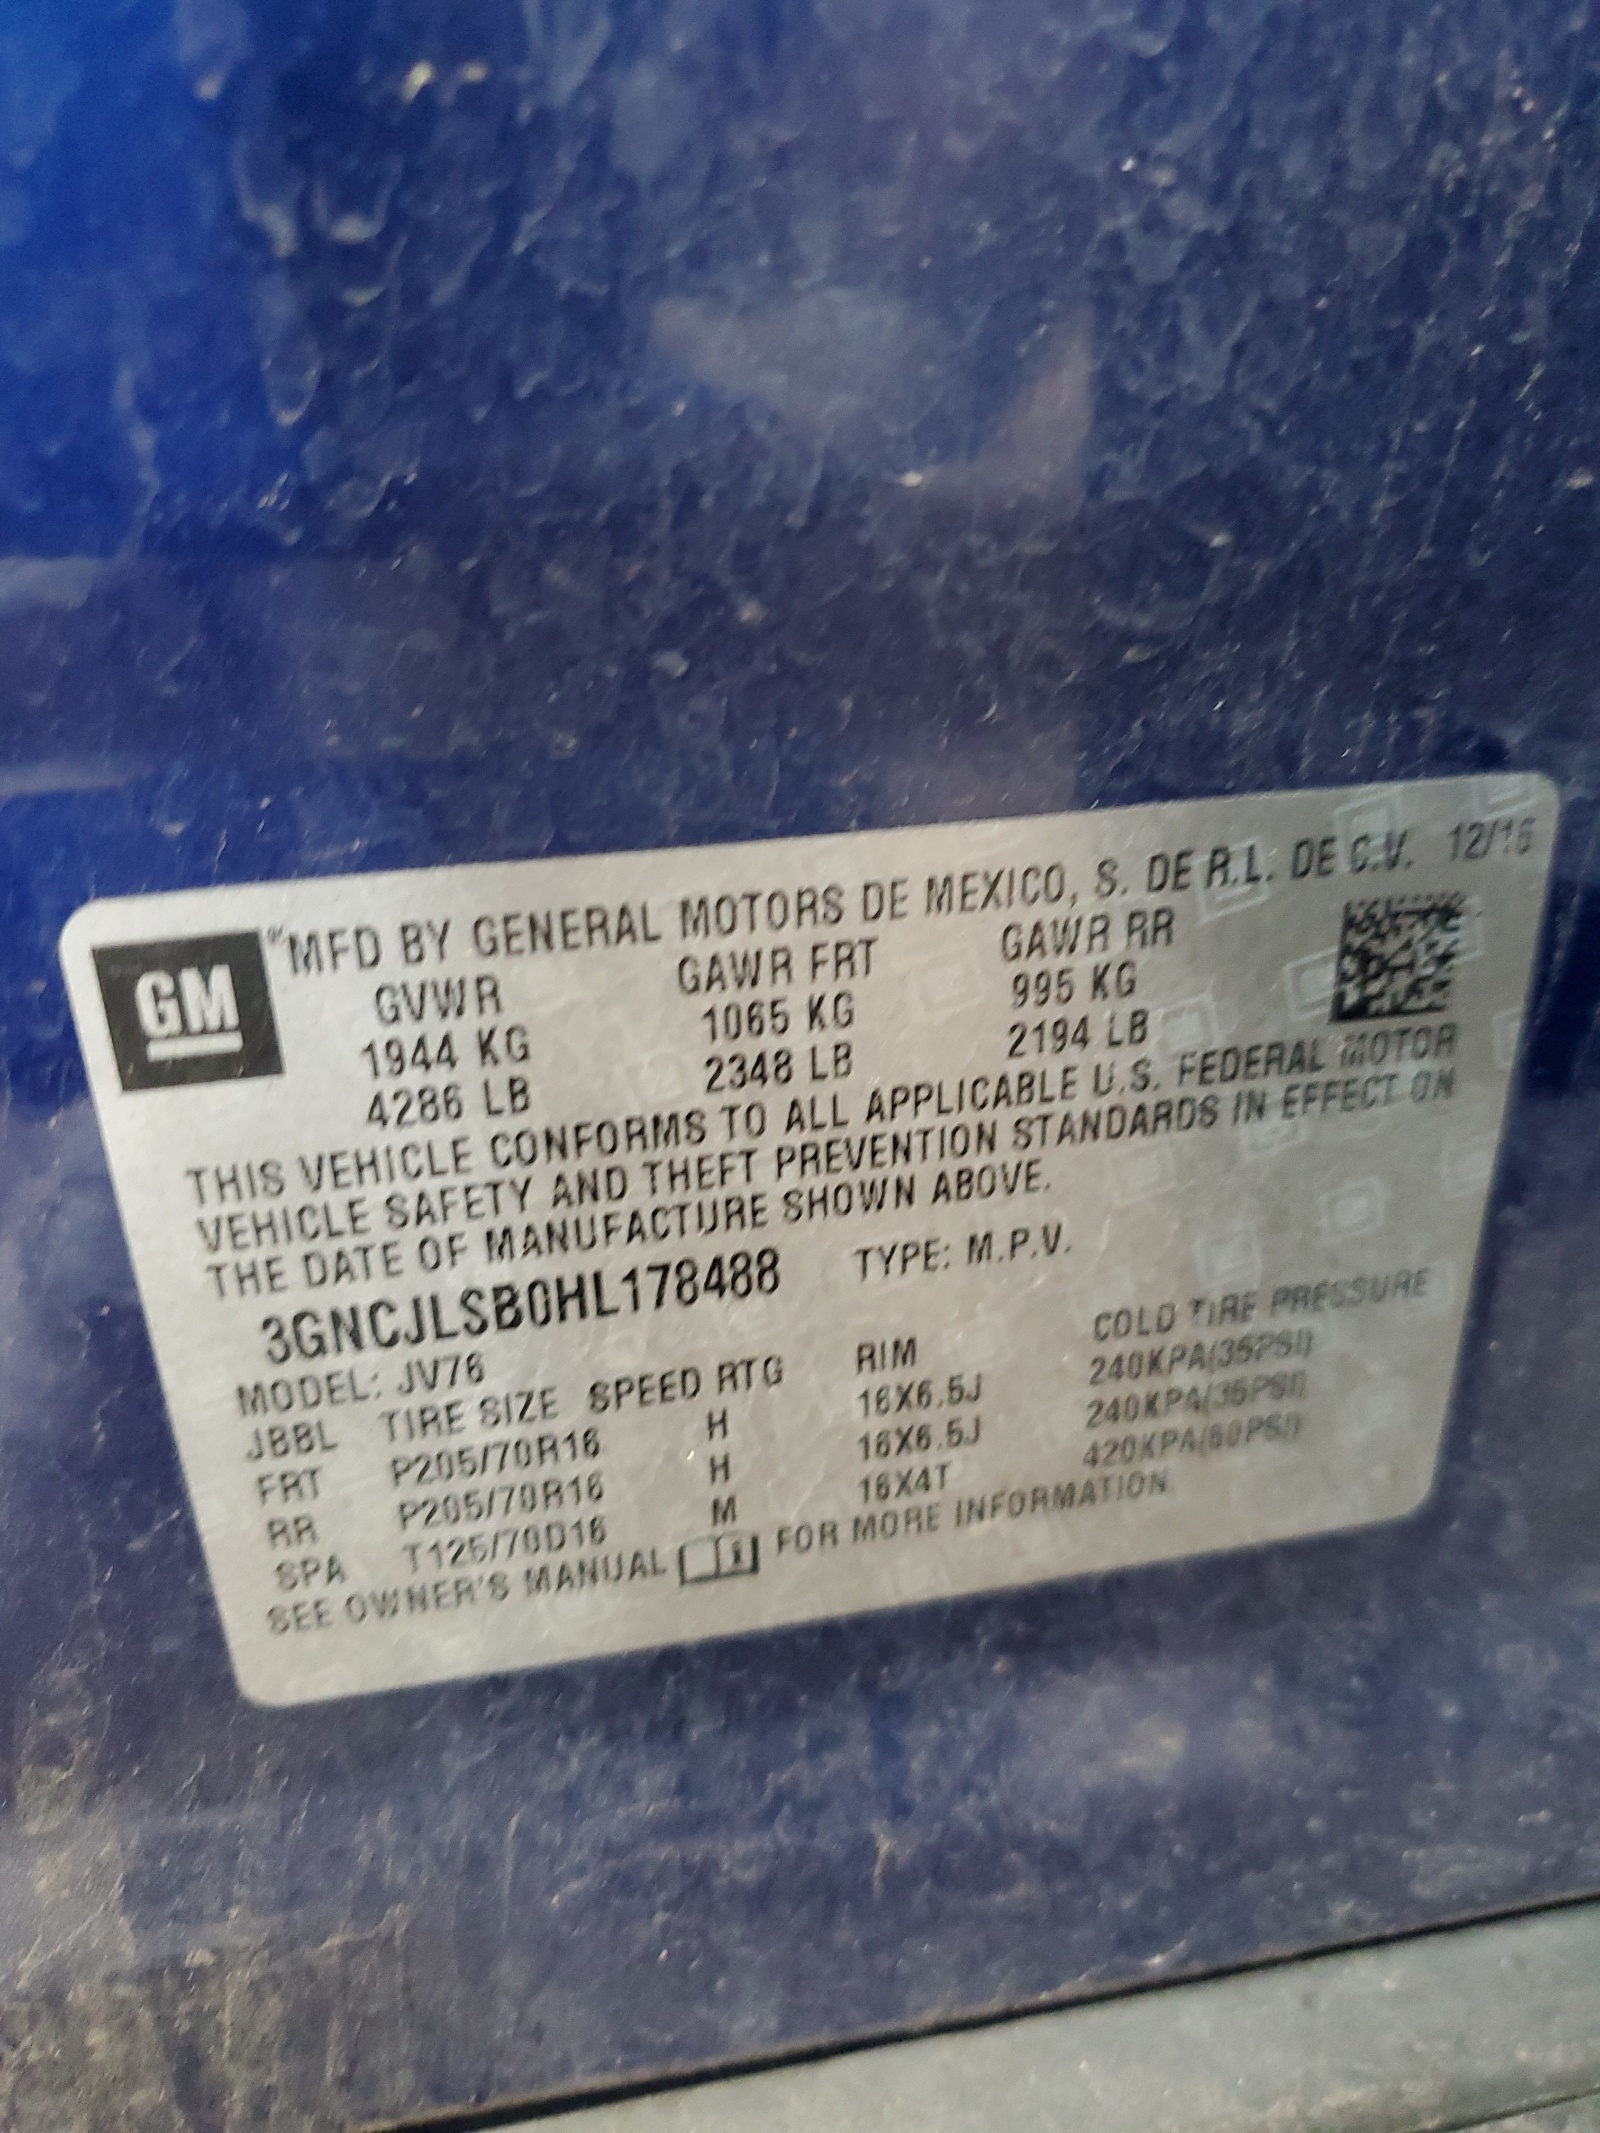 GM
MFD BY GENERAL MOTORS DE MEXICO, S. DE R.L. DE C.V. 12/16
GVWR GAWR FRT GAWR RR
1944 KG 1065 KG 995 KG
4286 LB 2348 LB 2194 LB
THIS VEHICLE CONFORMS TO ALL APPLICABLE U.S. FEDERAL MOTOR
VEHICLE SAFETY AND THEFT PREVENTION STANDARDS IN EFFECT ON
THE DATE OF MANUFACTURE SHOWN ABOVE.
3GNCJLSB0HL178488 TYPE: M.P.V.
MODEL: JV76
JBBL TIRE SIZE SPEED RTG RIM COLD TIRE PRESSURE
FRT P205/70R16 H 16X6.5J 240KPA(35PSI)
RR P205/70R16 H 16X6.5J 240KPA(35PSI)
SPA T125/70D16 M 16X4T 420KPA(60PSI)
SEE OWNER'S MANUAL FOR MORE INFORMATION.